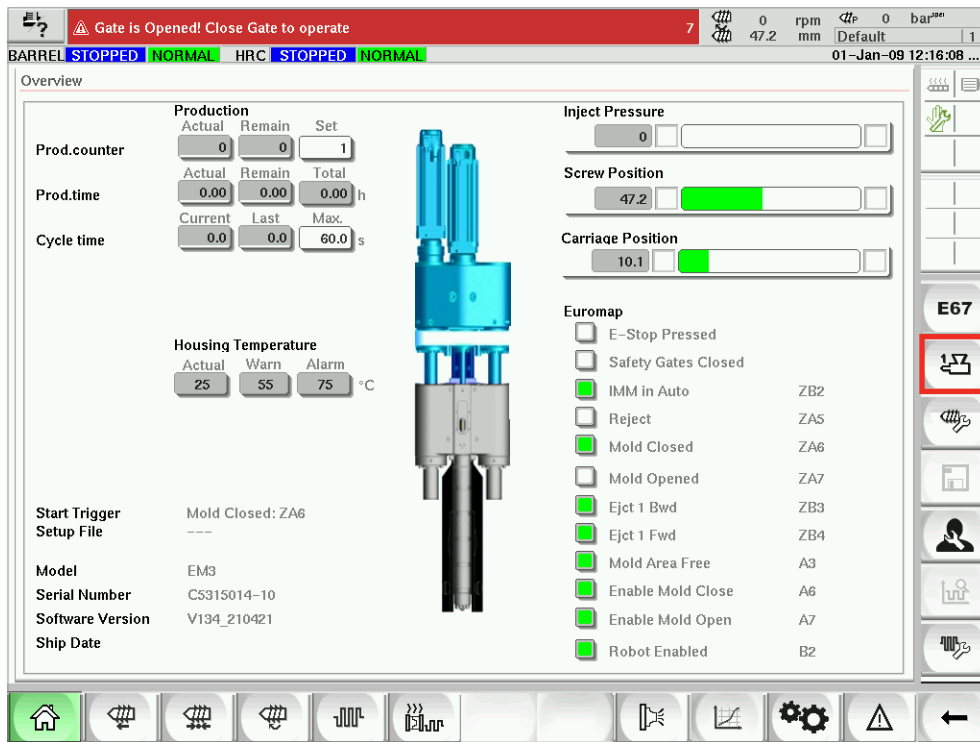 Gate is Opened! Close Gate to operate 7
0 rpm 0 bar
47.2 mm Default 1
BARREL STOPPED NORMAL HRC STOPPED NORMAL 01-Jan-09 12:16:08 ...
Overview
Production
Actual Remain Set
Prod.counter 0 0 1
Actual Remain Total
Prod.time 0.00 0.00 0.00 h
Current Last Max.
Cycle time 0.0 0.0 60.0 s
Housing Temperature
Actual Warn Alarm
25 55 75 °C
Start Trigger Mold Closed: ZA6
Setup File ---
Model EM3
Serial Number C5315014-10
Software Version V134_210421
Ship Date
Inject Pressure
0
Screw Position
47.2
Carriage Position
10.1
Euromap
E-Stop Pressed
Safety Gates Closed
IMM in Auto ZB2
Reject ZA5
Mold Closed ZA6
Mold Opened ZA7
Ejct 1 Bwd ZB3
Ejct 1 Fwd ZB4
Mold Area Free A3
Enable Mold Close A6
Enable Mold Open A7
Robot Enabled B2
E67